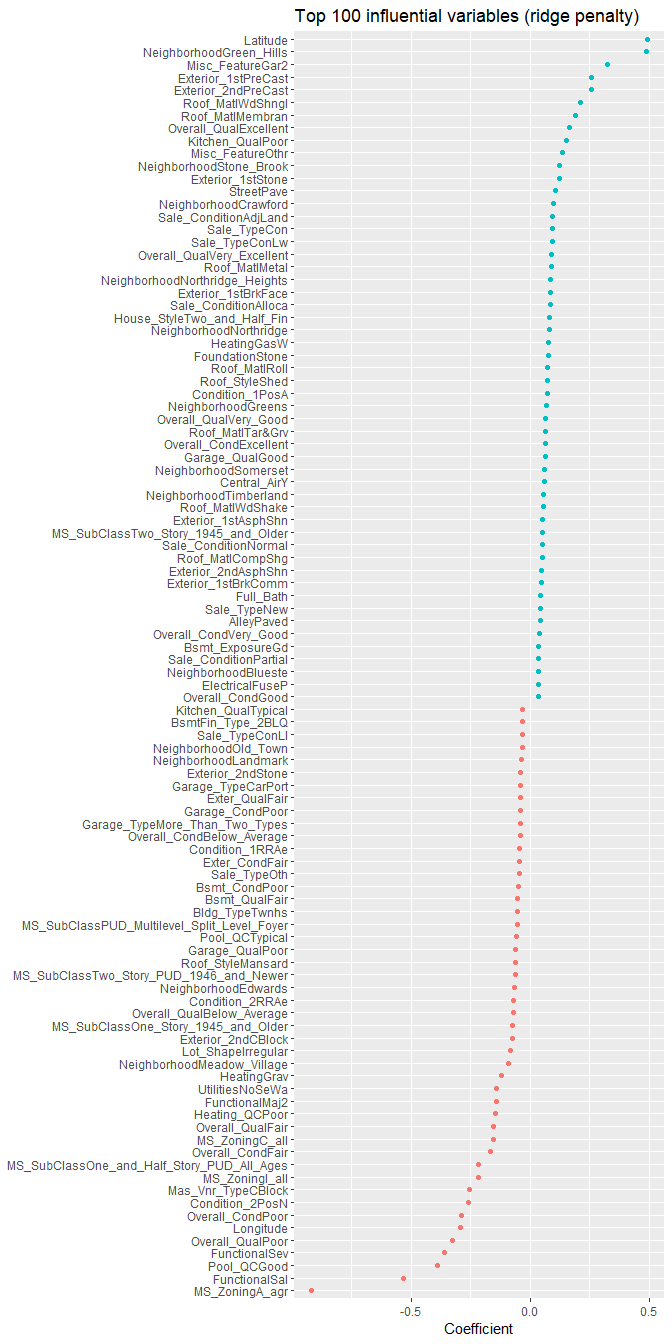 Top 100 influential variables (ridge penalty)
Latitude
NeighborhoodGreen_Hills
Misc_FeatureGar2
Exterior_1stPreCast
Exterior_2ndPreCast
Roof_MatlWdShngl
Roof_MatlMembran
Overall_QualExcellent
Kitchen_QualPoor
Misc_FeatureOthr
NeighborhoodStone_Brook
Exterior_1stStone
StreetPave
NeighborhoodCrawford
Sale_ConditionAdjLand
Sale_TypeCon
Sale_TypeConLw
Overall_QualVery_Excellent
Roof_MatlMetal
NeighborhoodNorthridge_Heights
Exterior_1stBrkFace
Sale_ConditionAlloca
House_StyleTwo_and_Half_Fin
NeighborhoodNorthridge
HeatingGasW
FoundationStone
Roof_MatlRoll
Roof_StyleShed
Condition_1PosA
NeighborhoodGreens
Overall_QualVery_Good
Roof_MatlTar&Grv
Overall_CondExcellent
Garage_QualGood
NeighborhoodSomerset
Central_AirY
NeighborhoodTimberland
Roof_MatlWdShake
Exterior_1stAsphShn
MS_SubClassTwo_Story_1945_and_Older
Sale_ConditionNormal
Roof_MatlCompShg
Exterior_2ndAsphShn
Exterior_1stBrkComm
Full_Bath
Sale_TypeNew
AlleyPaved
Overall_CondVery_Good
Bsmt_ExposureGd
Sale_ConditionPartial
NeighborhoodBlueste
ElectricalFuseP
Overall_CondGood
Kitchen_QualTypical
BsmtFin_Type_2BLQ
Sale_TypeConLI
NeighborhoodOld_Town
NeighborhoodLandmark
Exterior_2ndStone
Garage_TypeCarPort
Exter_QualFair
Garage_CondPoor
Garage_TypeMore_Than_Two_Types
Overall_CondBelow_Average
Condition_1RRAe
Exter_CondFair
Sale_TypeOth
Bsmt_CondPoor
Bsmt_QualFair
Bldg_TypeTwnhs
MS_SubClassPUD_Multilevel_Split_Level_Foyer
Pool_QCTypical
Garage_QualPoor
Roof_StyleMansard
MS_SubClassTwo_Story_PUD_1946_and_Newer
NeighborhoodEdwards
Condition_2RRAe
Overall_QualBelow_Average
MS_SubClassOne_Story_1945_and_Older
Exterior_2ndCBlock
Lot_ShapeIrregular
NeighborhoodMeadow_Village
HeatingGrav
UtilitiesNoSeWa
FunctionalMaj2
Heating_QCPoor
Overall_QualFair
MS_ZoningC_all
Overall_CondFair
MS_SubClassOne_and_Half_Story_PUD_All_Ages
MS_ZoningI_all
Mas_Vnr_TypeCBlock
Condition_2PosN
Overall_CondPoor
Longitude
Overall_QualPoor
FunctionalSev
Pool_QCGood
FunctionalSal
MS_ZoningA_agr
-0.5 0.0 0.5
Coefficient